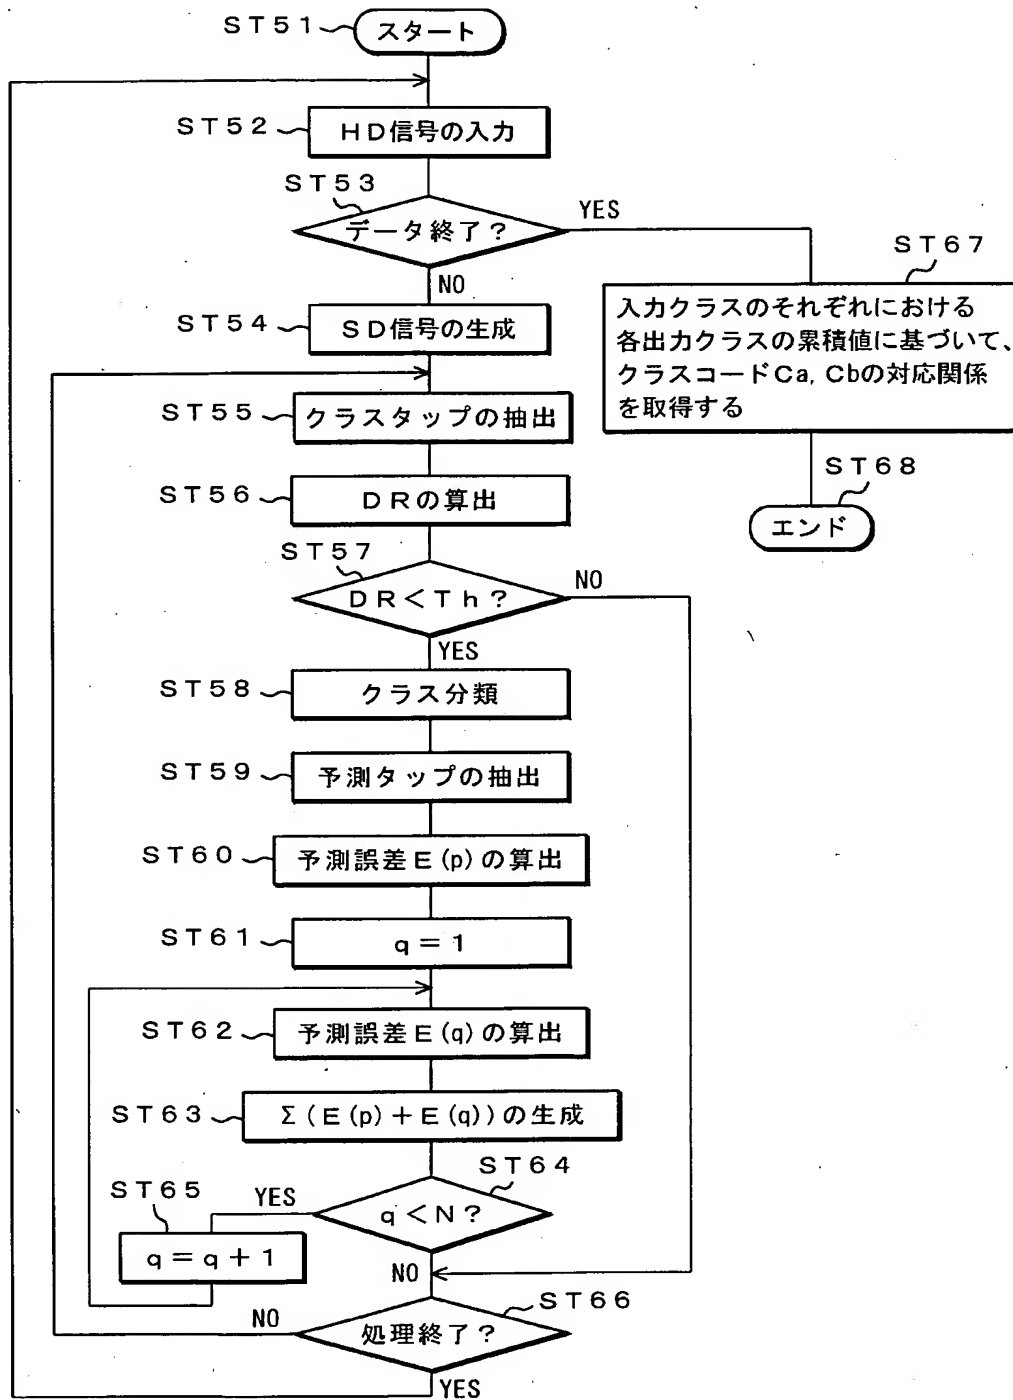 ST51
スタート
ST52
HD信号の入力
ST53
データ終了?
YES
NO
ST67
入力クラスのそれぞれにおける
各出力クラスの累積値に基づいて、
クラスコードCa, Cbの対応関係
を取得する
ST68
エンド
ST54
SD信号の生成
ST55
クラスタップの抽出
ST56
DRの算出
ST57
DR<Th?
NO
YES
ST58
クラス分類
ST59
予測タップの抽出
ST60
予測誤差E(p)の算出
ST61
q=1
ST62
予測誤差E(q)の算出
ST63
Σ(E(p)+E(q))の生成
ST64
q<N?
YES
ST65
q=q+1
NO
ST66
処理終了?
NO
YES